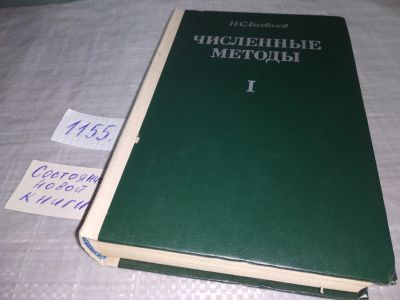 Н.С.Бахвалов
ЧИСЛЕННЫЕ
МЕТОДЫ
I
1155.
Состояние
новой
книги